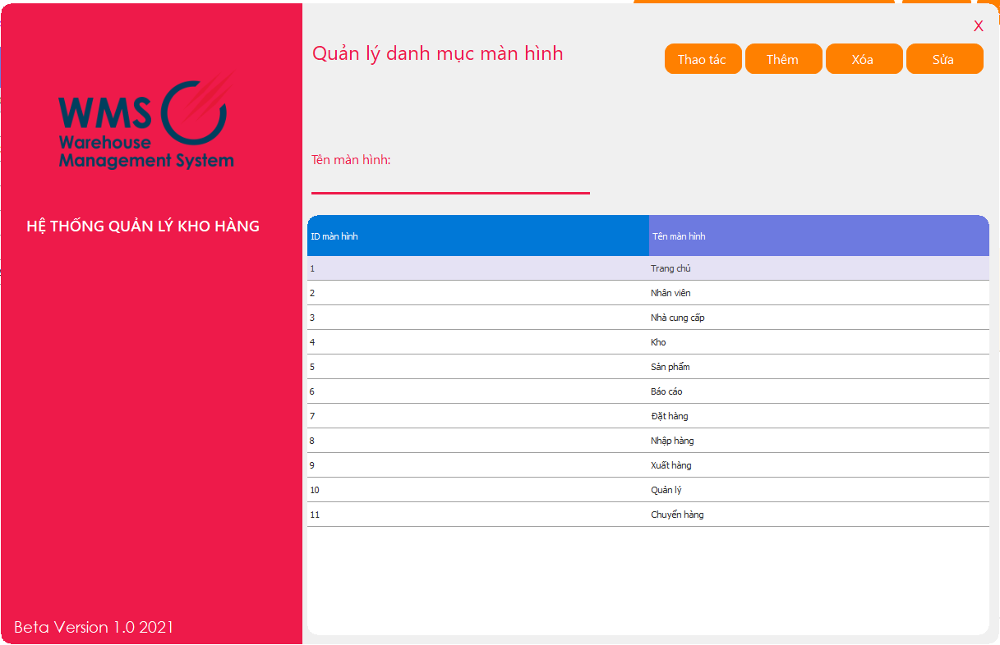 WMS
Warehouse
Management System
HỆ THỐNG QUẢN LÝ KHO HÀNG
Beta Version 1.0 2021
X
Quản lý danh mục màn hình
Thao tác Thêm Xóa Sửa
Tên màn hình:
ID màn hình Tên màn hình
1 Trang chủ
2 Nhân viên
3 Nhà cung cấp
4 Kho
5 Sản phẩm
6 Báo cáo
7 Đặt hàng
8 Nhập hàng
9 Xuất hàng
10 Quản lý
11 Chuyển hàng